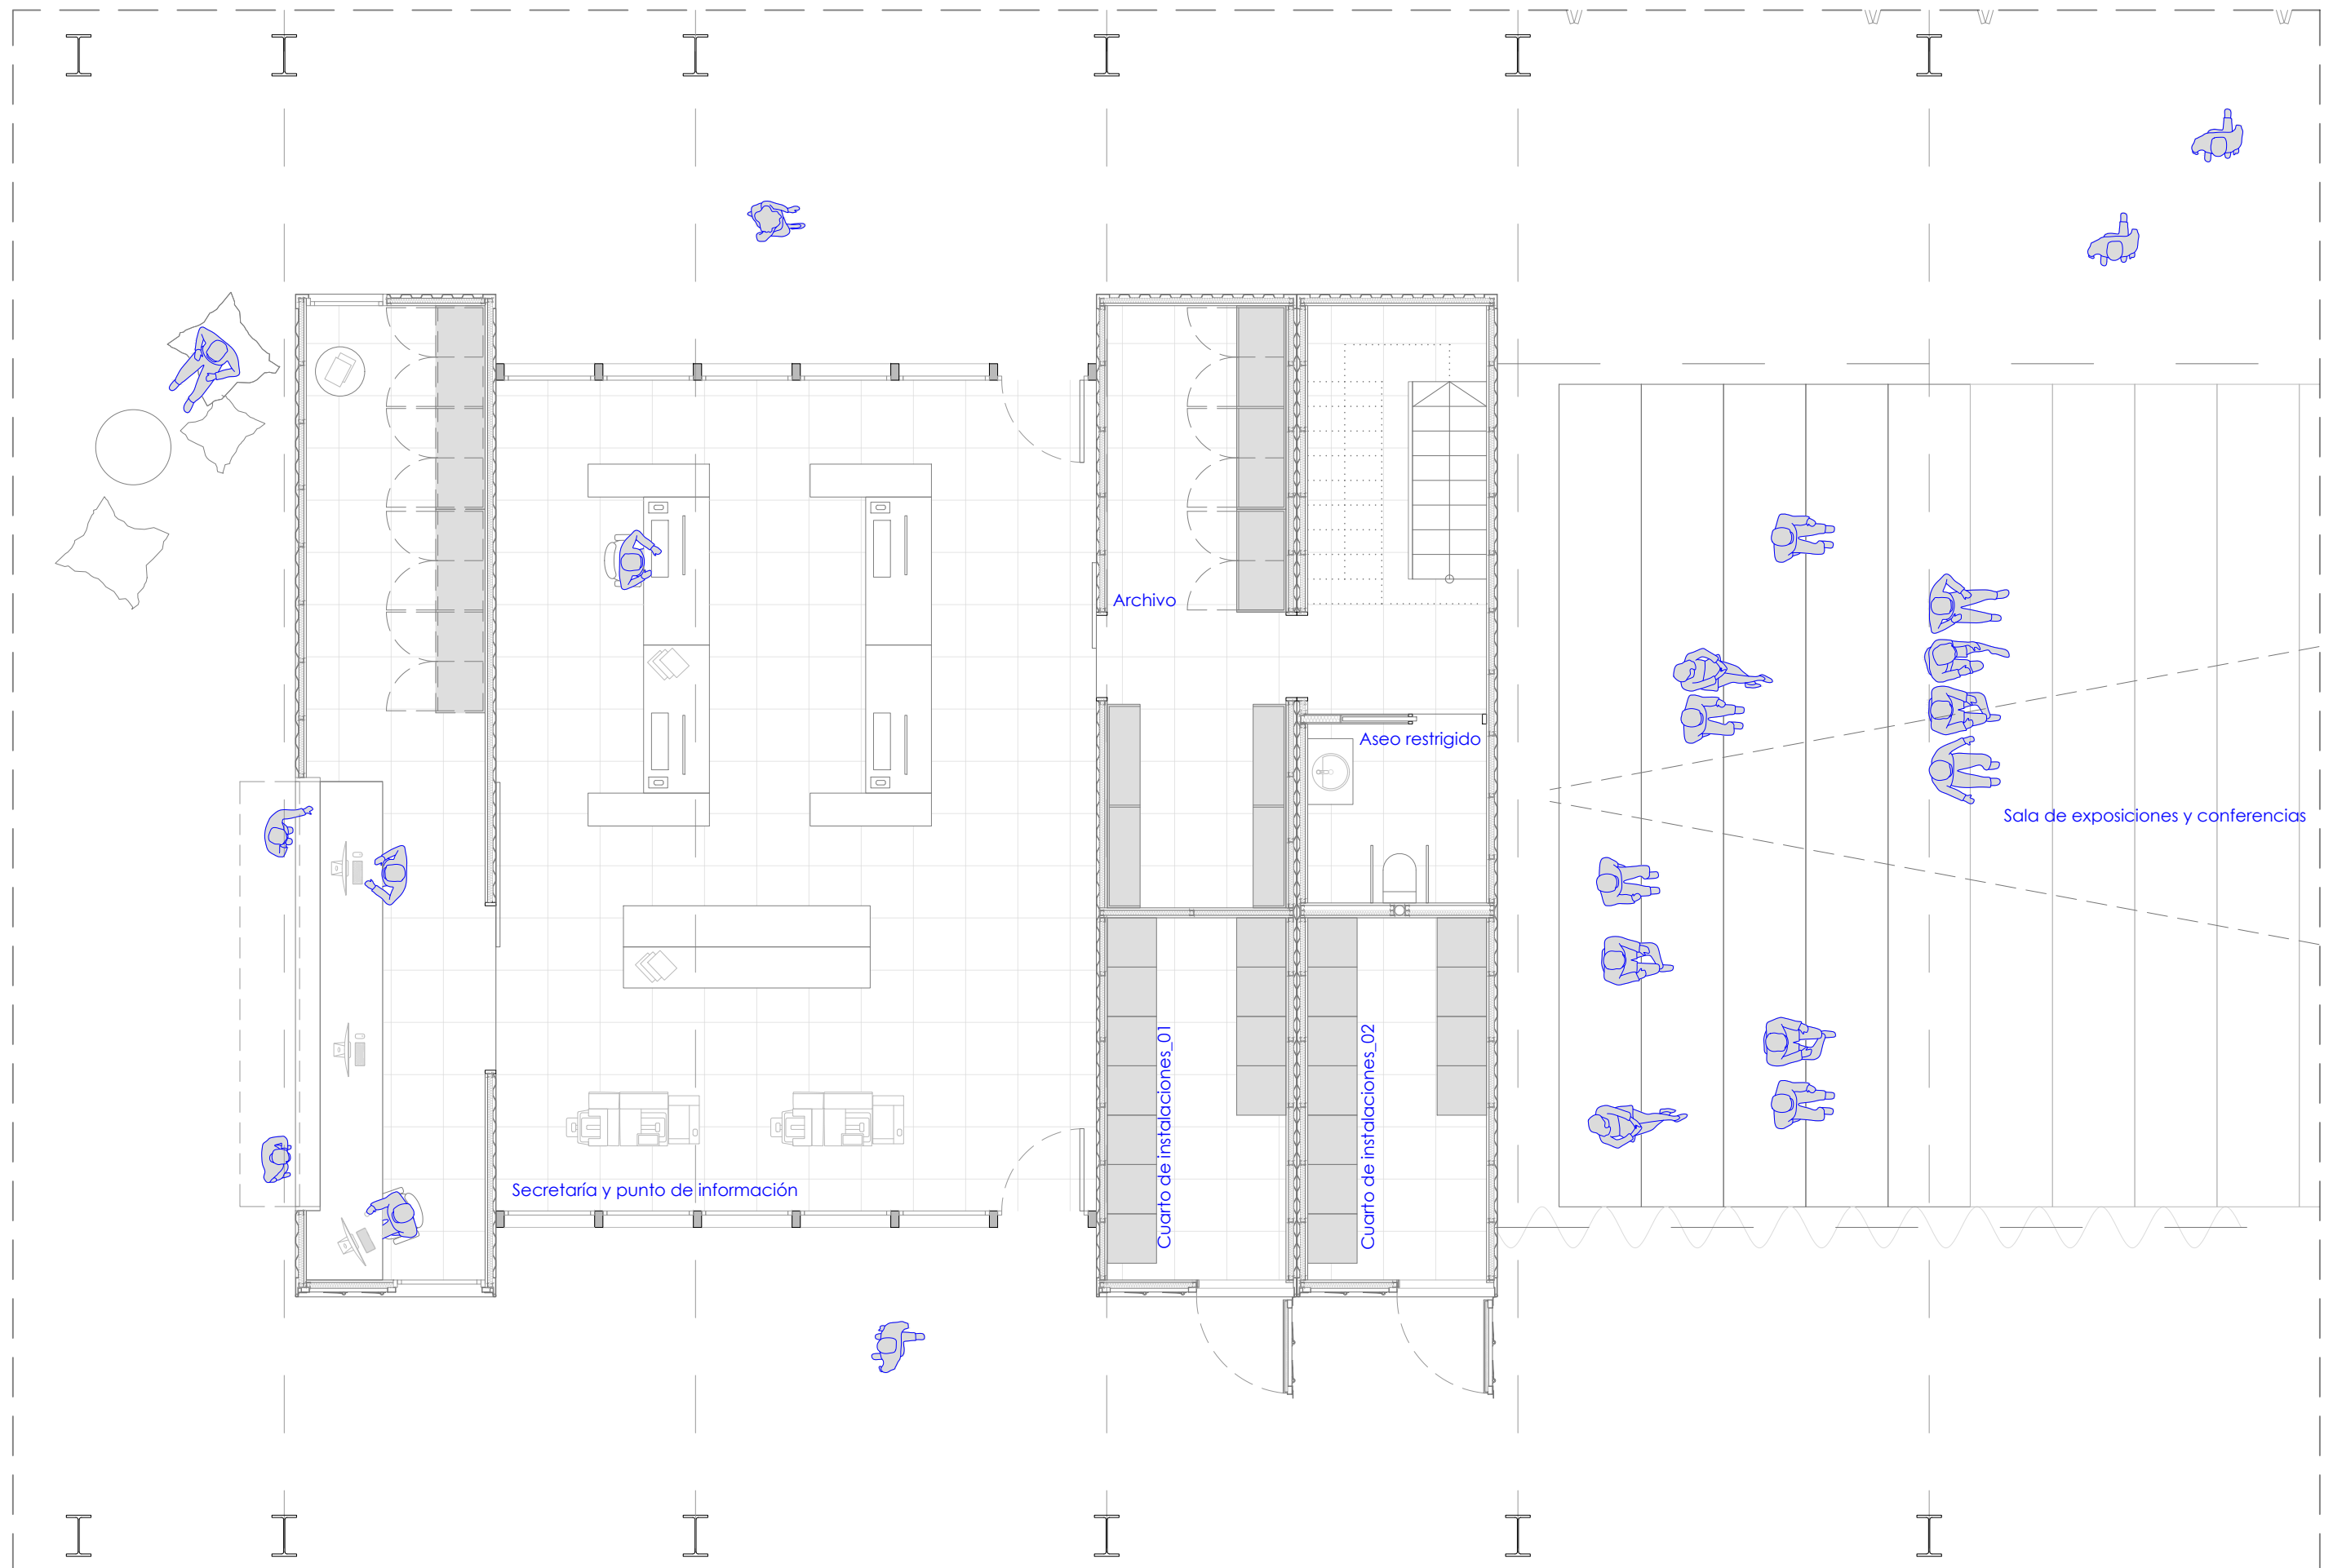 Archivo
Aseo restrigido
Sala de exposiciones y conferencias
Cuarto de instalaciones_01
Cuarto de instalaciones_02
Secretaría y punto de información